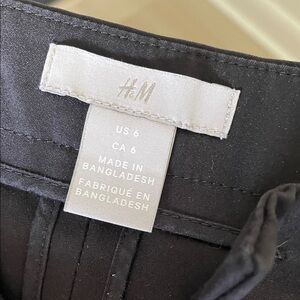 H&M
US 6
CA 6
MADE IN
BANGLADESH
FABRIQUÉ EN
BANGLADESH